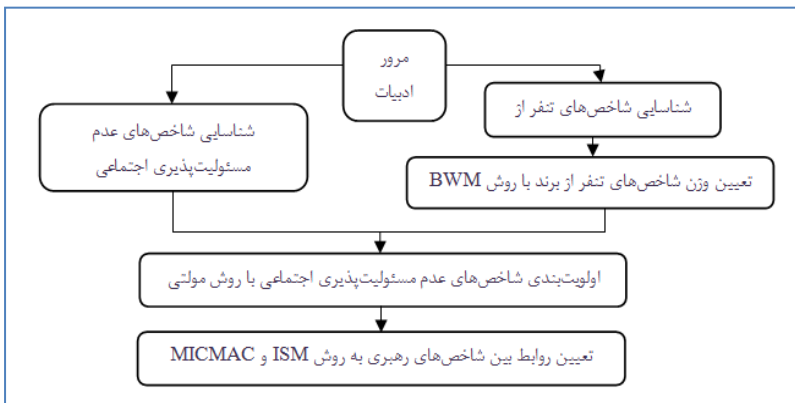 مرور
ادبیات
شناسایی شاخص‌های تنفر از
شناسایی شاخص‌های عدم
مسئولیت‌پذیری اجتماعی
تعیین وزن شاخص‌های تنفر از برند با روش BWM
اولویت‌بندی شاخص‌های عدم مسئولیت‌پذیری اجتماعی با روش مولتی
تعیین روابط بین شاخص‌های رهبری به روش ISM و MICMAC